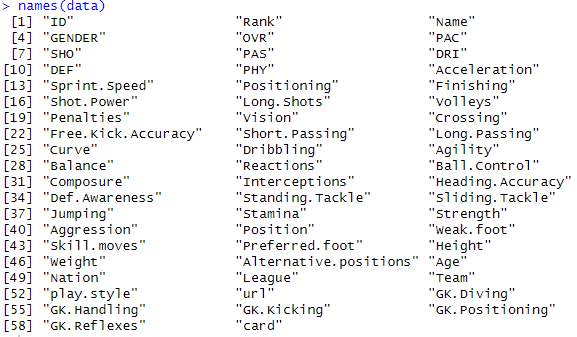 > names(data)
[1] "ID" "Rank" "Name"
[4] "GENDER" "OVR" "PAC"
[7] "SHO" "PAS" "DRI"
[10] "DEF" "PHY" "Acceleration"
[13] "Sprint.Speed" "Positioning" "Finishing"
[16] "Shot.Power" "Long.Shots" "Volleys"
[19] "Penalties" "Vision" "Crossing"
[22] "Free.Kick.Accuracy" "Short.Passing" "Long.Passing"
[25] "Curve" "Dribbling" "Agility"
[28] "Balance" "Reactions" "Ball.Control"
[31] "Composure" "Interceptions" "Heading.Accuracy"
[34] "Def.Awareness" "Standing.Tackle" "Sliding.Tackle"
[37] "Jumping" "Stamina" "Strength"
[40] "Aggression" "Position" "Weak.foot"
[43] "Skill.moves" "Preferred.foot" "Height"
[46] "Weight" "Alternative.positions" "Age"
[49] "Nation" "League" "Team"
[52] "play.style" "url" "GK.Diving"
[55] "GK.Handling" "GK.Kicking" "GK.Positioning"
[58] "GK.Reflexes" "card"